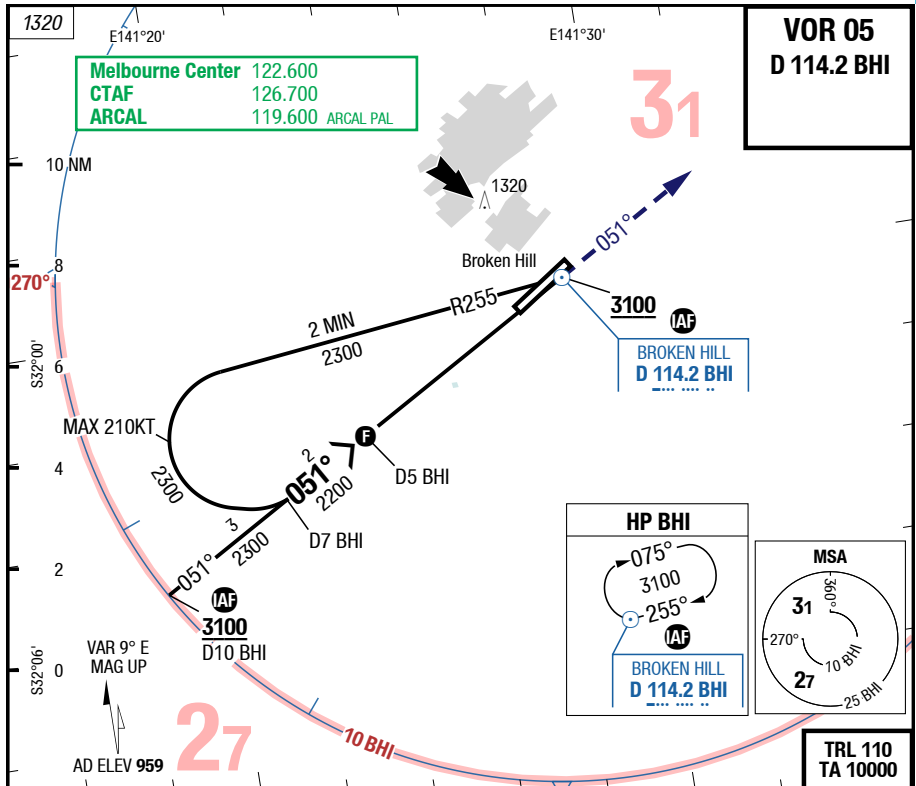 1320
E141°20'
E141°30'
VOR 05
D 114.2 BHI
Melbourne Center 122.600
CTAF 126.700
ARCAL 119.600 ARCAL PAL
31
10 NM
1320
051°
Broken Hill
8
270°
R255
3100
IAF
2 MIN
2300
BROKEN HILL
D 114.2 BHI
S32°00'
6
MAX 210KT
F
4
2300
2
051°
2200
D5 BHI
D7 BHI
3
051°
2300
2
IAF
3100
D10 BHI
HP BHI
075°
3100
255°
IAF
BROKEN HILL
D 114.2 BHI
MSA
360°
31
270°
10 BHI
27
25 BHI
VAR 9° E
MAG UP
S32°06'
0
27
10 BHI
AD ELEV 959
TRL 110
TA 10000